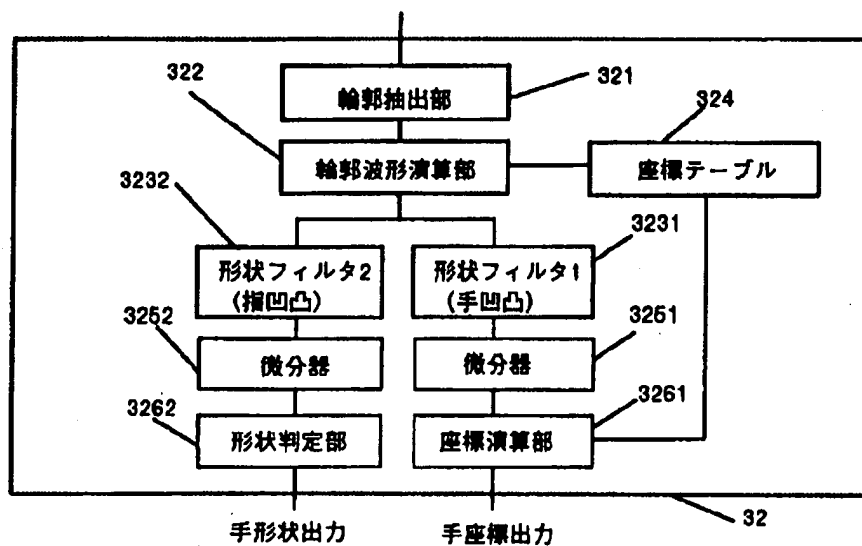 322
321
輪郭抽出部
324
輪郭波形演算部
座標テーブル
3232
3231
形状フィルタ2
(指凹凸)
形状フィルタ1
(手凹凸)
3252
3251
微分器
微分器
3262
3261
形状判定部
座標演算部
32
手形状出力
手座標出力